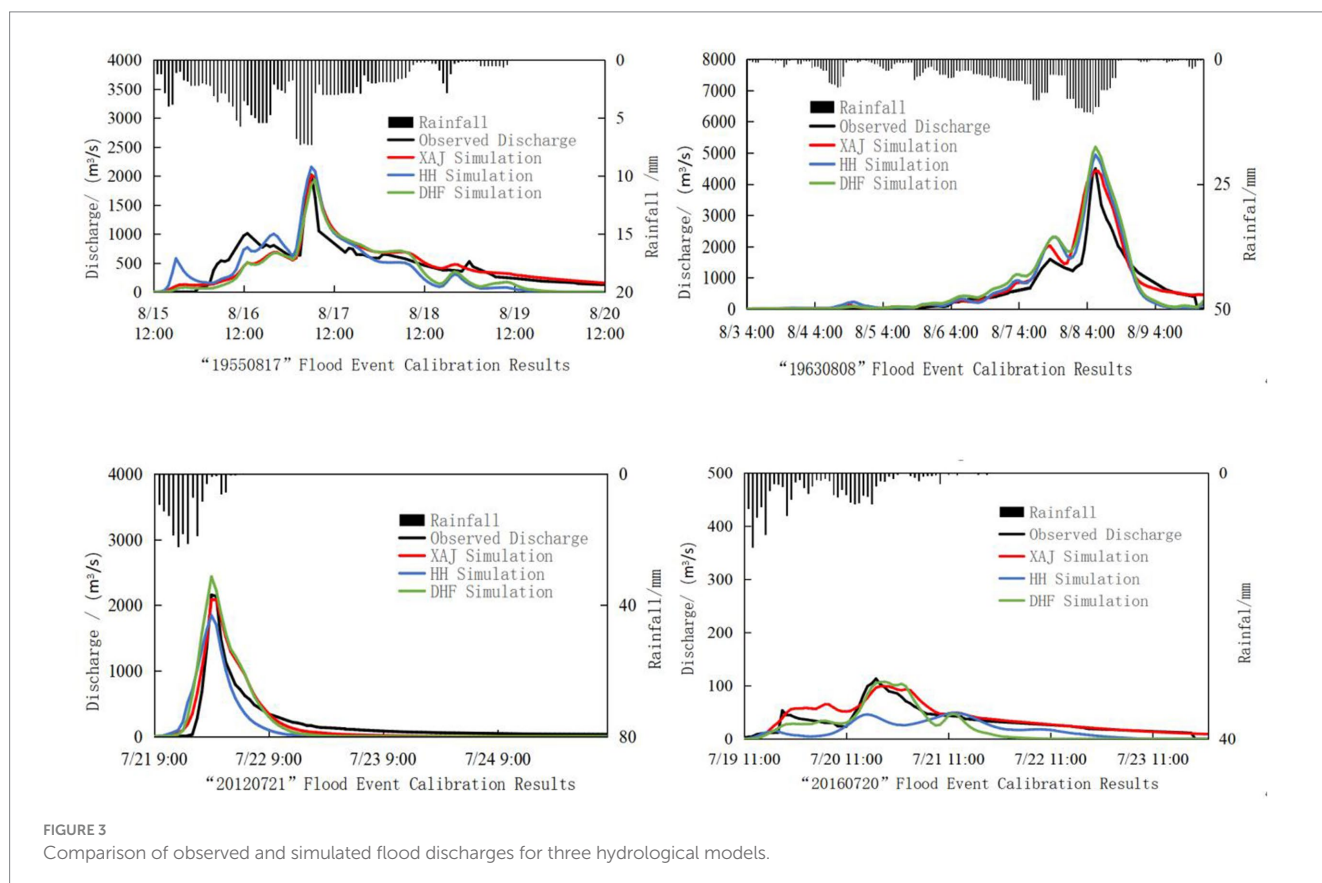 4000
3500
3000
2500
2000
1500
1000
500
0
Discharge/ (m³/s)
0
5
10
15
20
Rainfall /mm
Rainfall
Observed Discharge
XAJ Simulation
HH Simulation
DHF Simulation
8/15 8/16 8/17 8/18 8/19 8/20
12:00 12:00 12:00 12:00 12:00 12:00
“19550817” Flood Event Calibration Results
8000
7000
6000
5000
4000
3000
2000
1000
0
Discharge/ (m³/s)
0
25
50
Rainfal/mm
Rainfall
Observed Discharge
XAJ Simulation
HH Simulation
DHF Simulation
8/3 4:00 8/4 4:00 8/5 4:00 8/6 4:00 8/7 4:00 8/8 4:00 8/9 4:00
“19630808” Flood Event Calibration Results
4000
3000
2000
1000
0
Discharge / (m³/s)
0
40
80
Rainfall/mm
Rainfall
Observed Discharge
XAJ Simulation
HH Simulation
DHF Simulation
7/21 9:00 7/22 9:00 7/23 9:00 7/24 9:00
“20120721” Flood Event Calibration Results
500
400
300
200
100
0
Discharge/ (m³/s)
0
40
Rainfal/mm
Rainfall
Observed Discharge
XAJ Simulation
HH Simulation
DHF Simulation
7/19 11:00 7/20 11:00 7/21 11:00 7/22 11:00 7/23 11:00
“20160720” Flood Event Calibration Results
FIGURE 3
Comparison of observed and simulated flood discharges for three hydrological models.